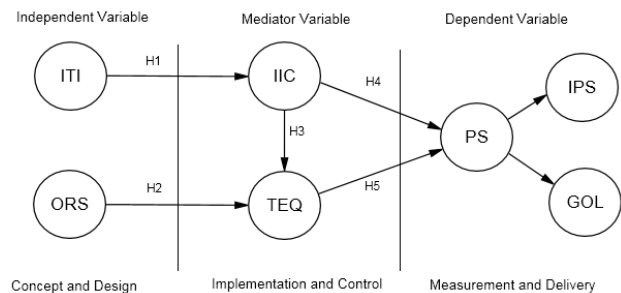 Independent Variable
Mediator Variable
Dependent Variable
ITI
H1
IIC
H4
IPS
H3
PS
ORS
H2
TEQ
H5
GOL
Concept and Design
Implementation and Control
Measurement and Delivery